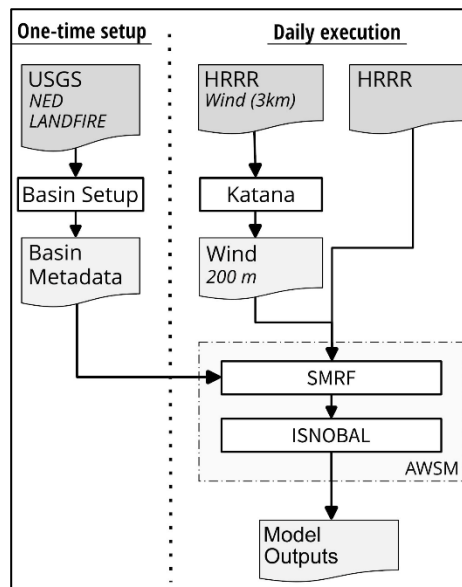 One-time setup
Daily execution
USGS
NED
LANDFIRE
HRRR
Wind (3km)
HRRR
Basin Setup
Katana
Basin
Metadata
Wind
200 m
SMRF
ISNOBAL
AWSM
Model
Outputs